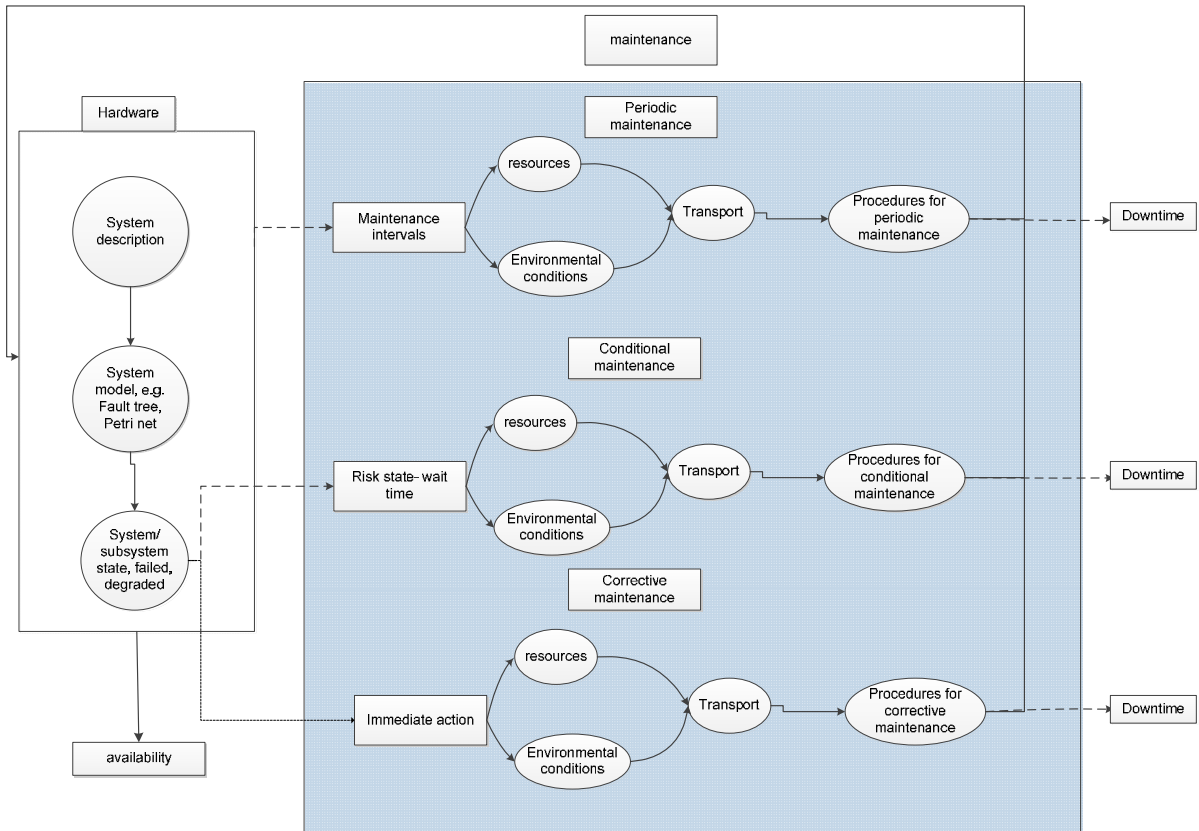 maintenance
Hardware
System
description
System
model, e.g.
Fault tree,
Petri net
System/
subsystem
state, failed,
degraded
availability
Periodic
maintenance
Maintenance
intervals
resources
Environmental
conditions
Transport
Procedures for
periodic
maintenance
Downtime
Conditional
maintenance
Risk state- wait
time
resources
Environmental
conditions
Transport
Procedures for
conditional
maintenance
Downtime
Corrective
maintenance
Immediate action
resources
Environmental
conditions
Transport
Procedures for
corrective
maintenance
Downtime